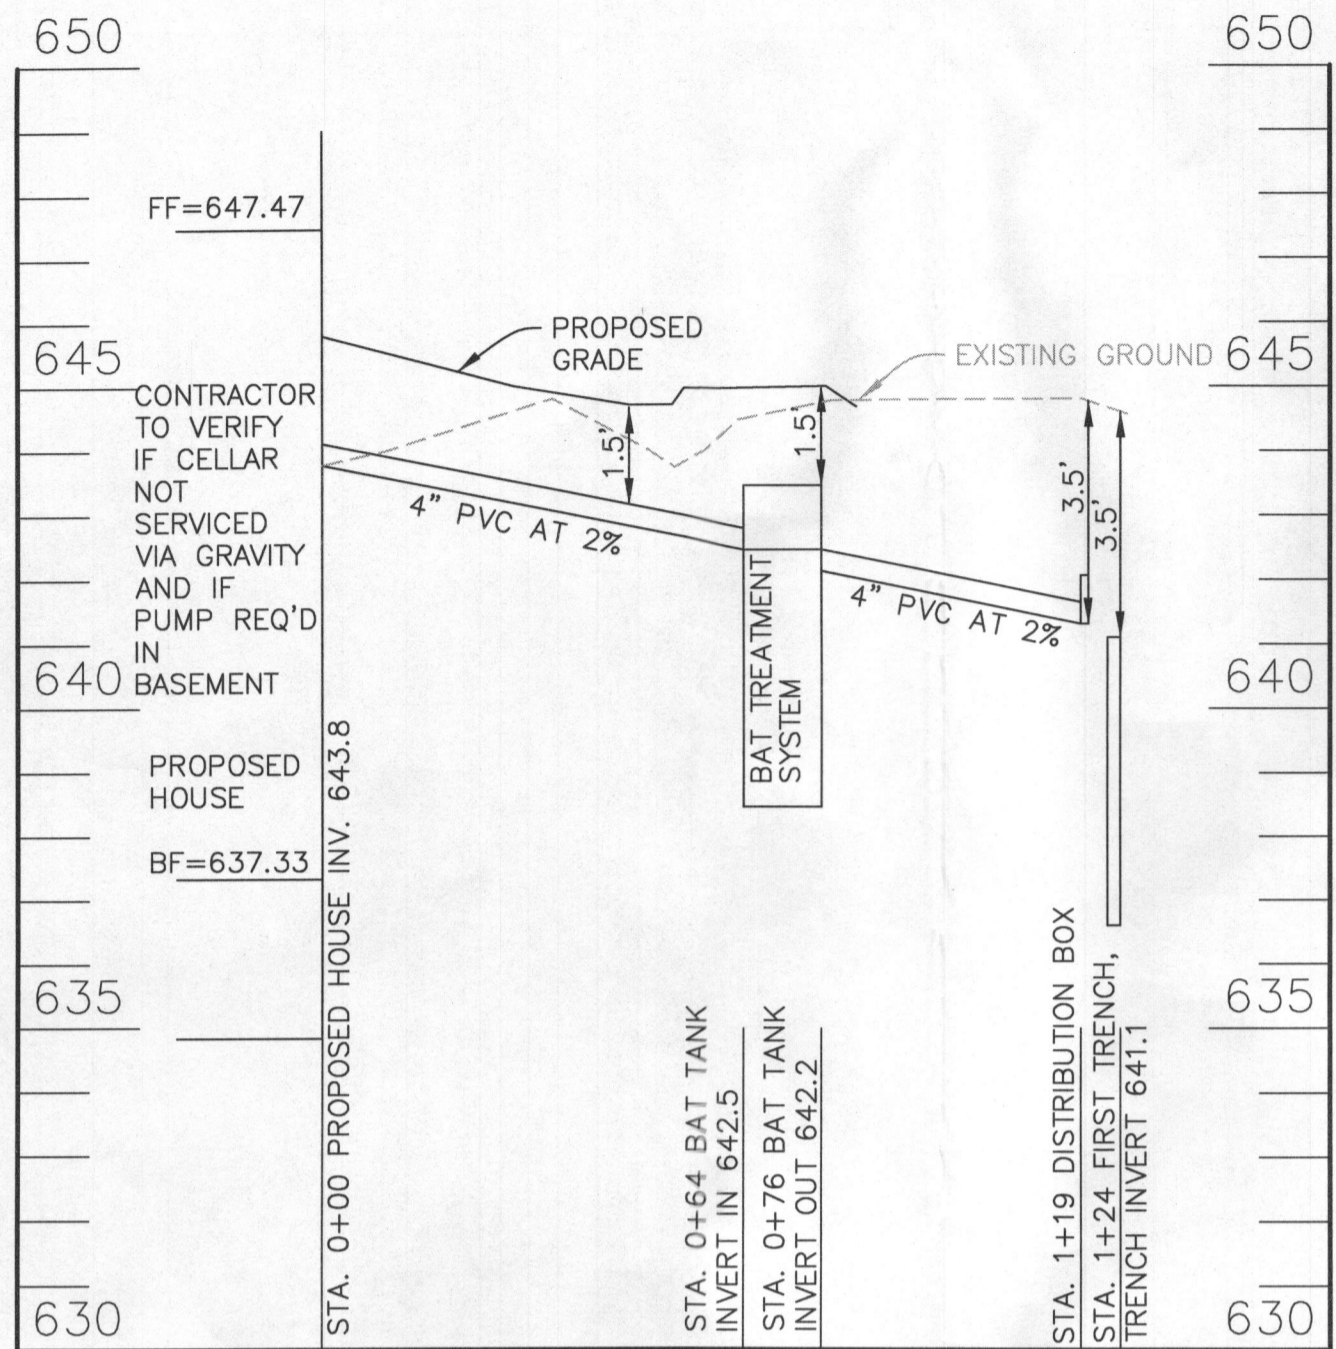 650
650
FF=647.47
PROPOSED
GRADE
EXISTING GROUND
645
645
CONTRACTOR
TO VERIFY
IF CELLAR
NOT
SERVICED
VIA GRAVITY
AND IF
PUMP REQ'D
IN
BASEMENT
1.5'
1.5'
3.5'
3.5'
4" PVC AT 2%
4" PVC AT 2%
BAT TREATMENT
SYSTEM
640
640
PROPOSED
HOUSE
BF=637.33
635
635
STA. 0+00 PROPOSED HOUSE INV. 643.8
STA. 0+64 BAT TANK
INVERT IN 642.5
STA. 0+76 BAT TANK
INVERT OUT 642.2
STA. 1+19 DISTRIBUTION BOX
STA. 1+24 FIRST TRENCH,
TRENCH INVERT 641.1
630
630